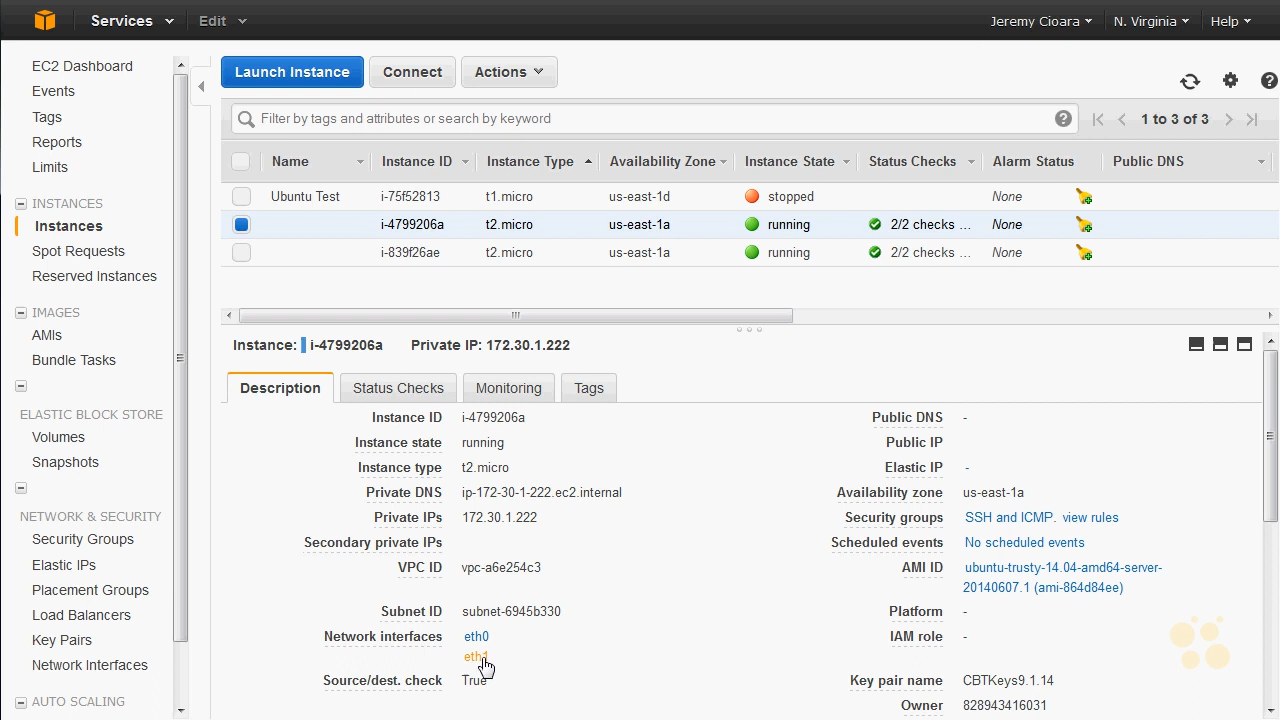 Services Edit Jeremy Cioara N. Virginia Help
EC2 Dashboard
Events
Tags
Reports
Limits
INSTANCES
Instances
Spot Requests
Reserved Instances
IMAGES
AMIs
Bundle Tasks
ELASTIC BLOCK STORE
Volumes
Snapshots
NETWORK & SECURITY
Security Groups
Elastic IPs
Placement Groups
Load Balancers
Key Pairs
Network Interfaces
AUTO SCALING
Launch Instance Connect Actions
Filter by tags and attributes or search by keyword
1 to 3 of 3
Name Instance ID Instance Type Availability Zone Instance State Status Checks Alarm Status Public DNS
Ubuntu Test i-75f52813 t1.micro us-east-1d stopped None
i-4799206a t2.micro us-east-1a running 2/2 checks ... None
i-839f26ae t2.micro us-east-1a running 2/2 checks ... None
Instance: i-4799206a Private IP: 172.30.1.222
Description Status Checks Monitoring Tags
Instance ID i-4799206a
Instance state running
Instance type t2.micro
Private DNS ip-172-30-1-222.ec2.internal
Private IPs 172.30.1.222
Secondary private IPs
VPC ID vpc-a6e254c3
Subnet ID subnet-6945b330
Network interfaces eth0
eth1
Source/dest. check True
Public DNS -
Public IP
Elastic IP -
Availability zone us-east-1a
Security groups SSH and ICMP. view rules
Scheduled events No scheduled events
AMI ID ubuntu-trusty-14.04-amd64-server-
20140607.1 (ami-864d84ee)
Platform -
IAM role -
Key pair name CBTKeys9.1.14
Owner 828943416031